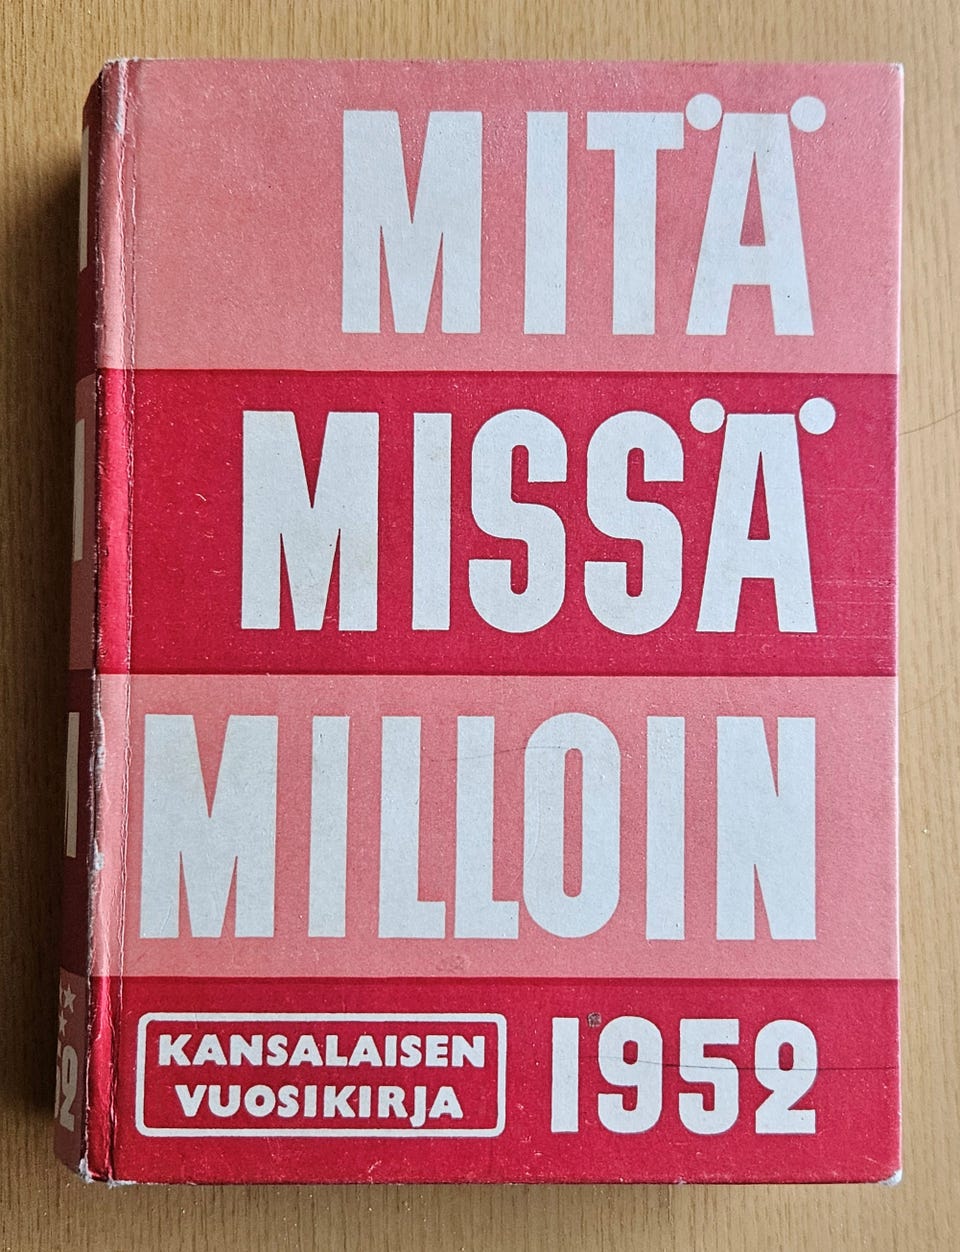 MITÄ
MISSÄ
MILLOIN
KANSALAISEN
VUOSIKIRJA
1952